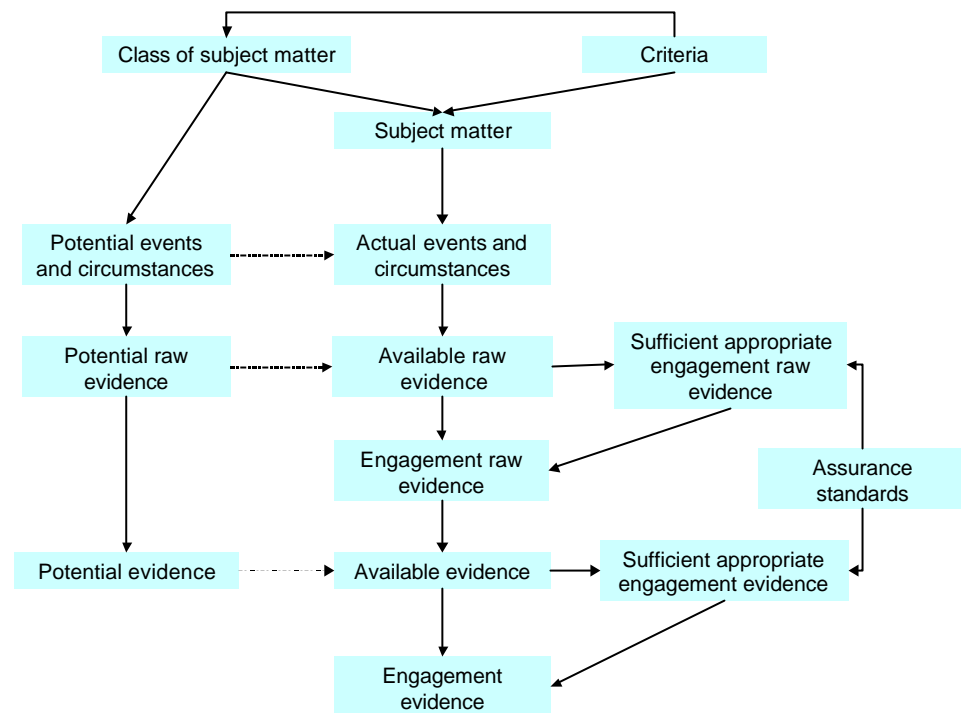 Class of subject matter
Criteria
Subject matter
Potential events
and circumstances
Actual events and
circumstances
Potential raw
evidence
Available raw
evidence
Sufficient appropriate
engagement raw
evidence
Engagement raw
evidence
Assurance
standards
Potential evidence
Available evidence
Sufficient appropriate
engagement evidence
Engagement
evidence